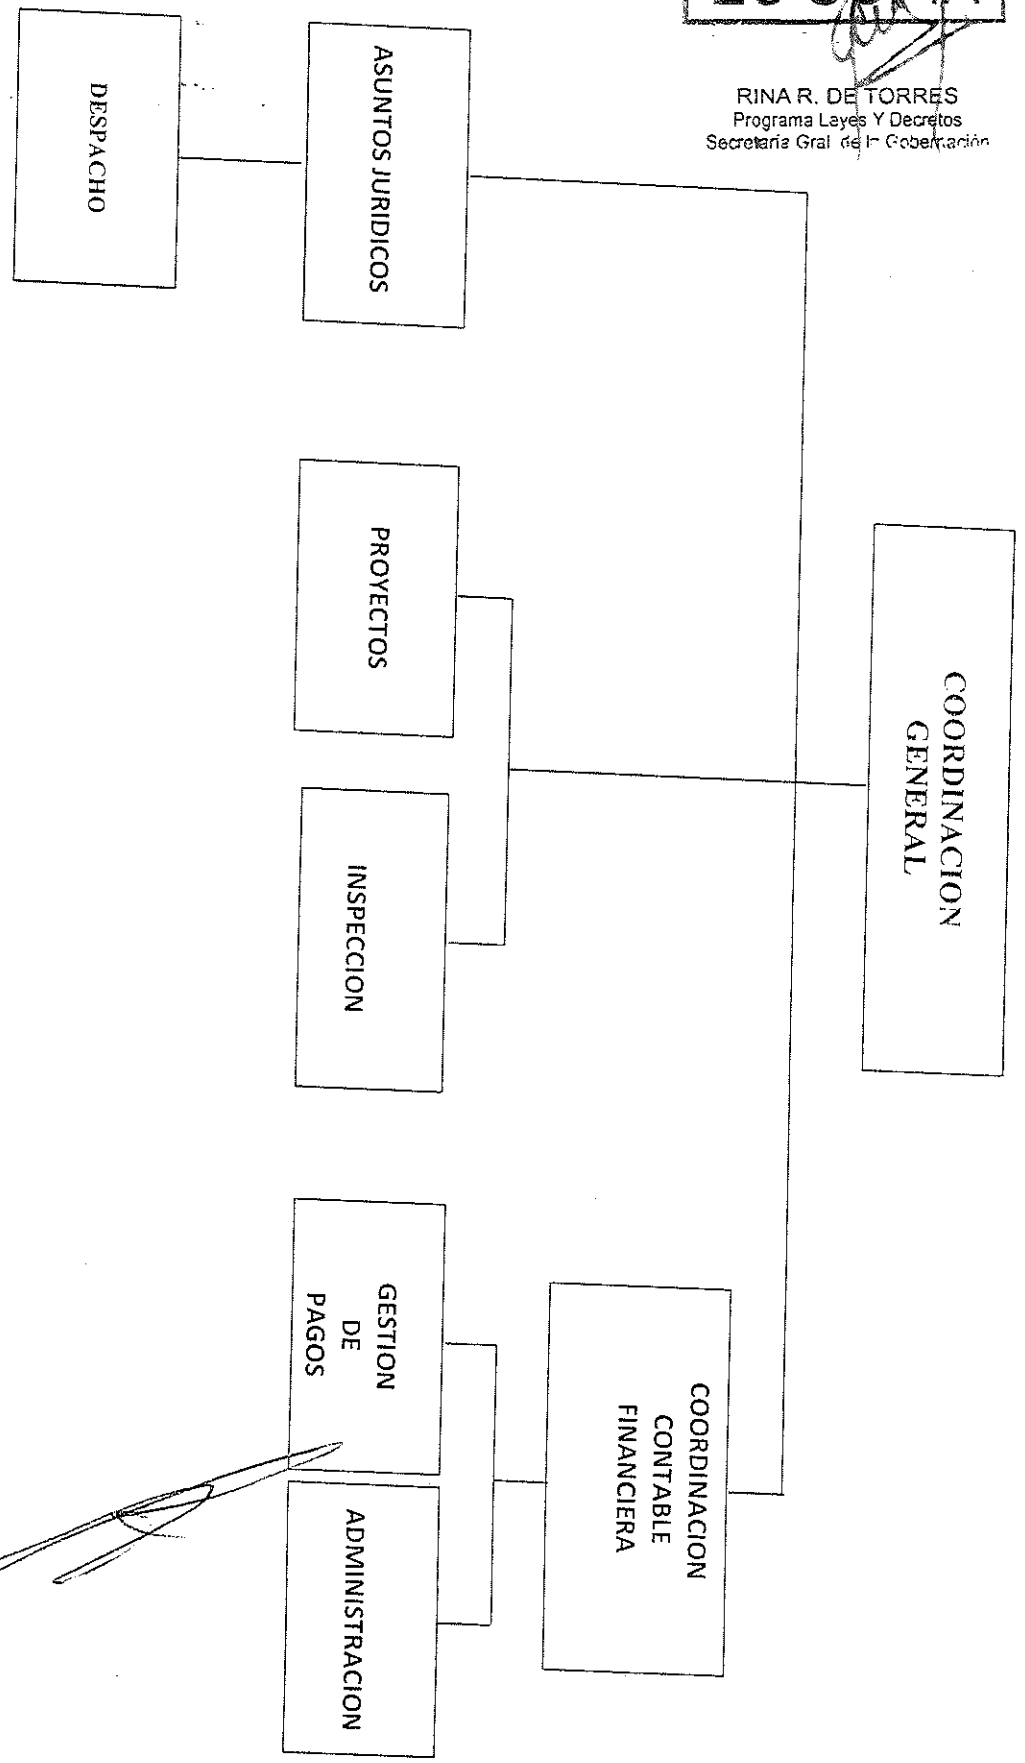 RINA R. DE TORRES
Programa Leyes Y Decretos
Secretaria Gral. de la Gobernación
COORDINACION
GENERAL
ASUNTOS JURIDICOS
DESPACHO
PROYECTOS
INSPECCION
COORDINACION
CONTABLE
FINANCIERA
GESTION
DE
PAGOS
ADMINISTRACION